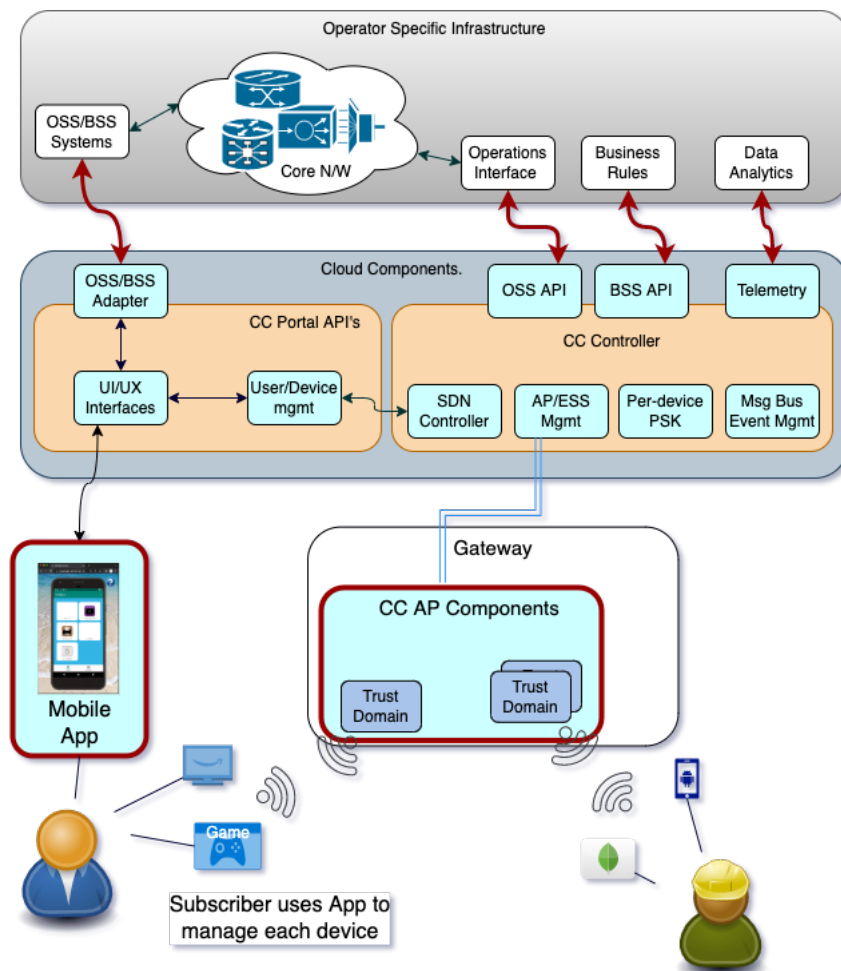 Operator Specific Infrastructure
OSS/BSS
Systems
Core N/W
Operations
Interface
Business
Rules
Data
Analytics
Cloud Components.
OSS/BSS
Adapter
OSS API
BSS API
Telemetry
CC Portal API's
CC Controller
UI/UX
Interfaces
User/Device
mgmt
SDN
Controller
AP/ESS
Mgmt
Per-device
PSK
Msg Bus
Event Mgmt
Gateway
CC AP Components
Trust
Domain
Trust
Domain
Mobile
App
Game
Subscriber uses App to
manage each device